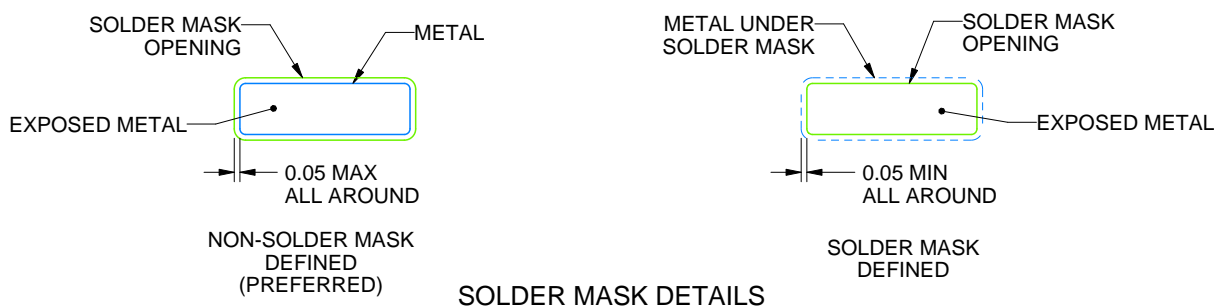 SOLDER MASK
OPENING
METAL
EXPOSED METAL
0.05 MAX
ALL AROUND
NON-SOLDER MASK
DEFINED
(PREFERRED)
METAL UNDER
SOLDER MASK
SOLDER MASK
OPENING
EXPOSED METAL
0.05 MIN
ALL AROUND
SOLDER MASK
DEFINED
SOLDER MASK DETAILS